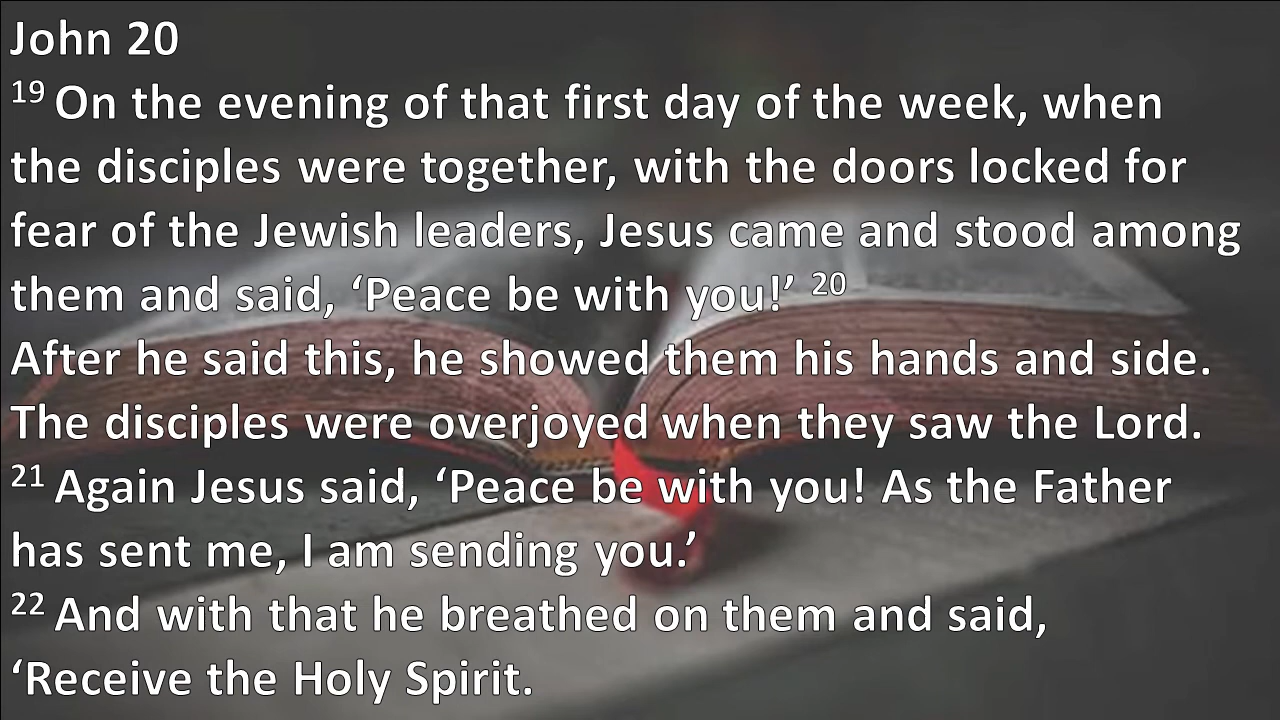 John 20
19 On the evening of that first day of the week, when
the disciples were together, with the doors locked for
fear of the Jewish leaders, Jesus came and stood among
them and said, ‘Peace be with you!’ 20
After he said this, he showed them his hands and side.
The disciples were overjoyed when they saw the Lord.
21 Again Jesus said, ‘Peace be with you! As the Father
has sent me, I am sending you.’
22 And with that he breathed on them and said,
‘Receive the Holy Spirit.